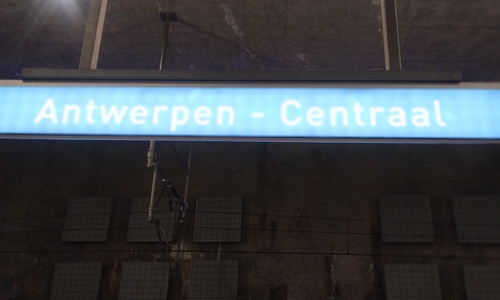 Antwerpen - Centraal